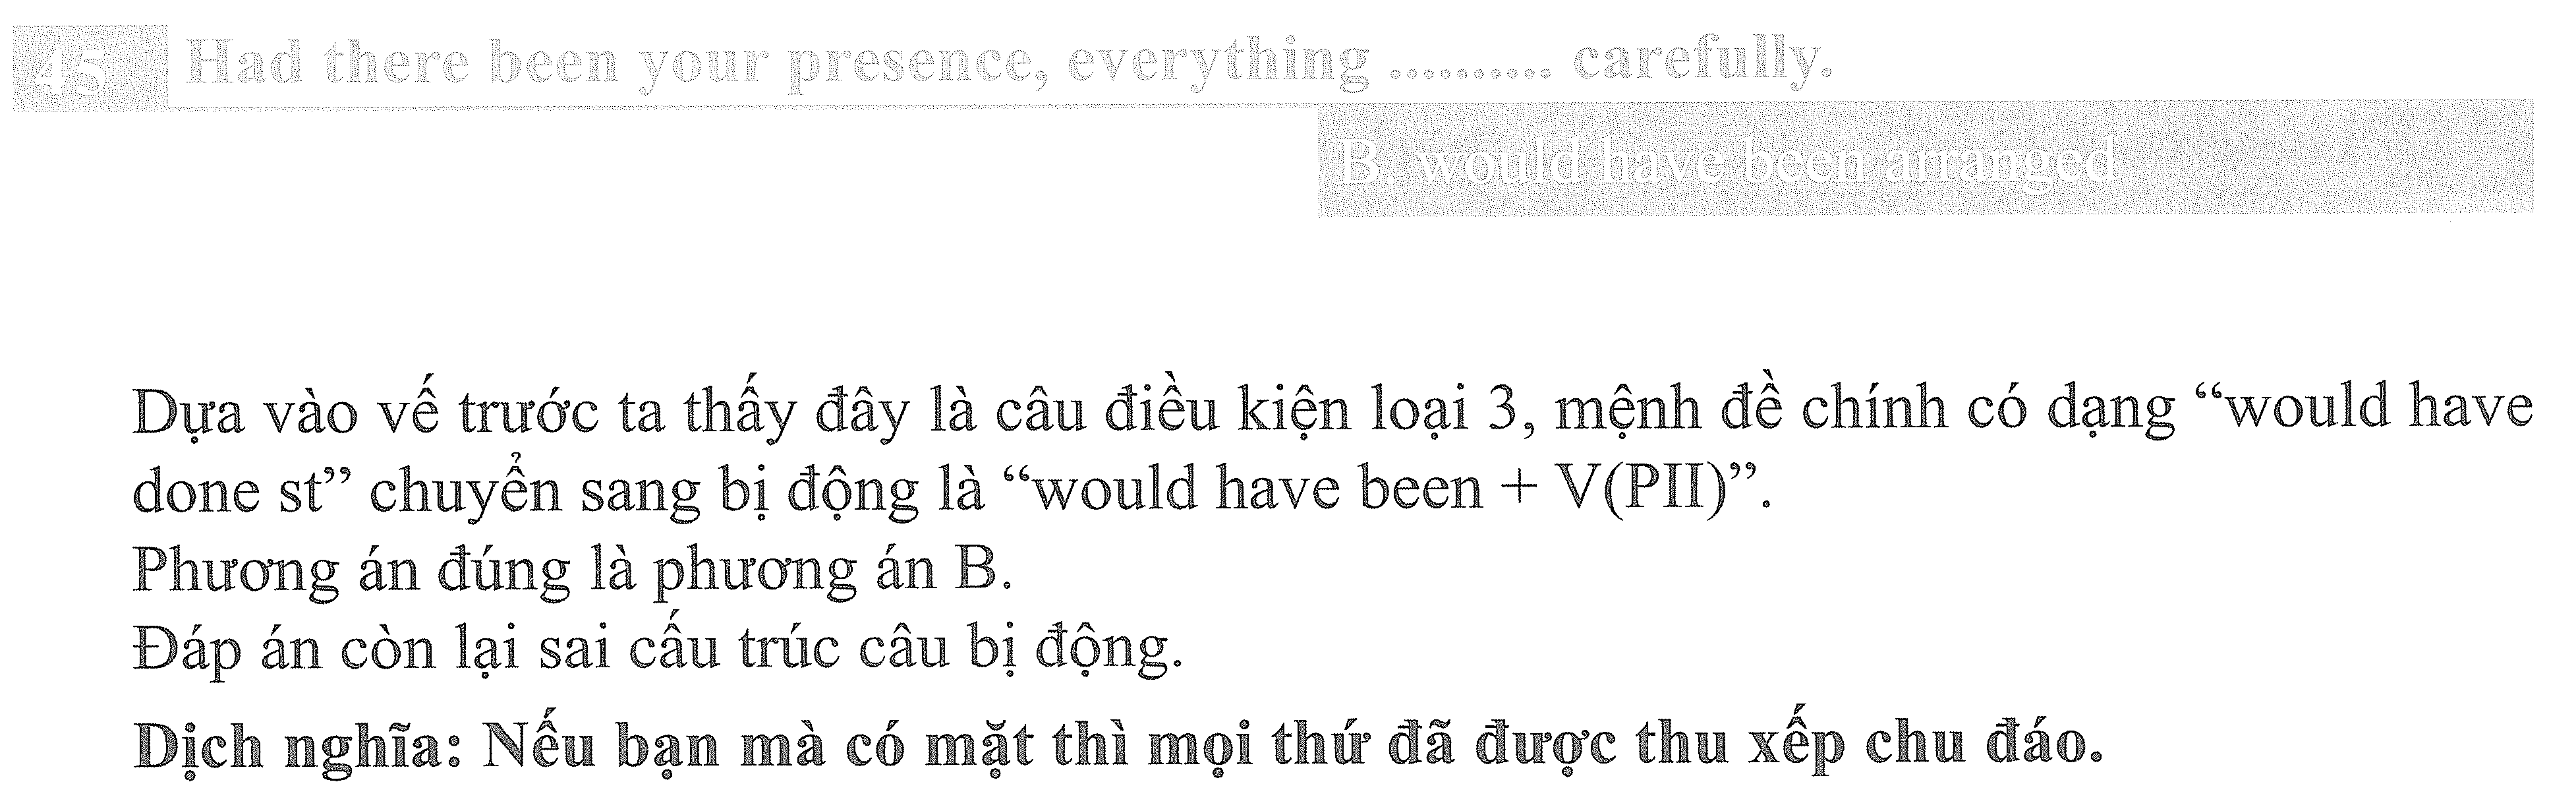 45 Had there been your presence, everything .......... carefully.
B. would have been arranged
Dựa vào vế trước ta thấy đây là câu điều kiện loại 3, mệnh đề chính có dạng “would have
done st” chuyển sang bị động là “would have been + V(PII)”.
Phương án đúng là phương án B.
Đáp án còn lại sai cấu trúc câu bị động.
Dịch nghĩa: Nếu bạn mà có mặt thì mọi thứ đã được thu xếp chu đáo.